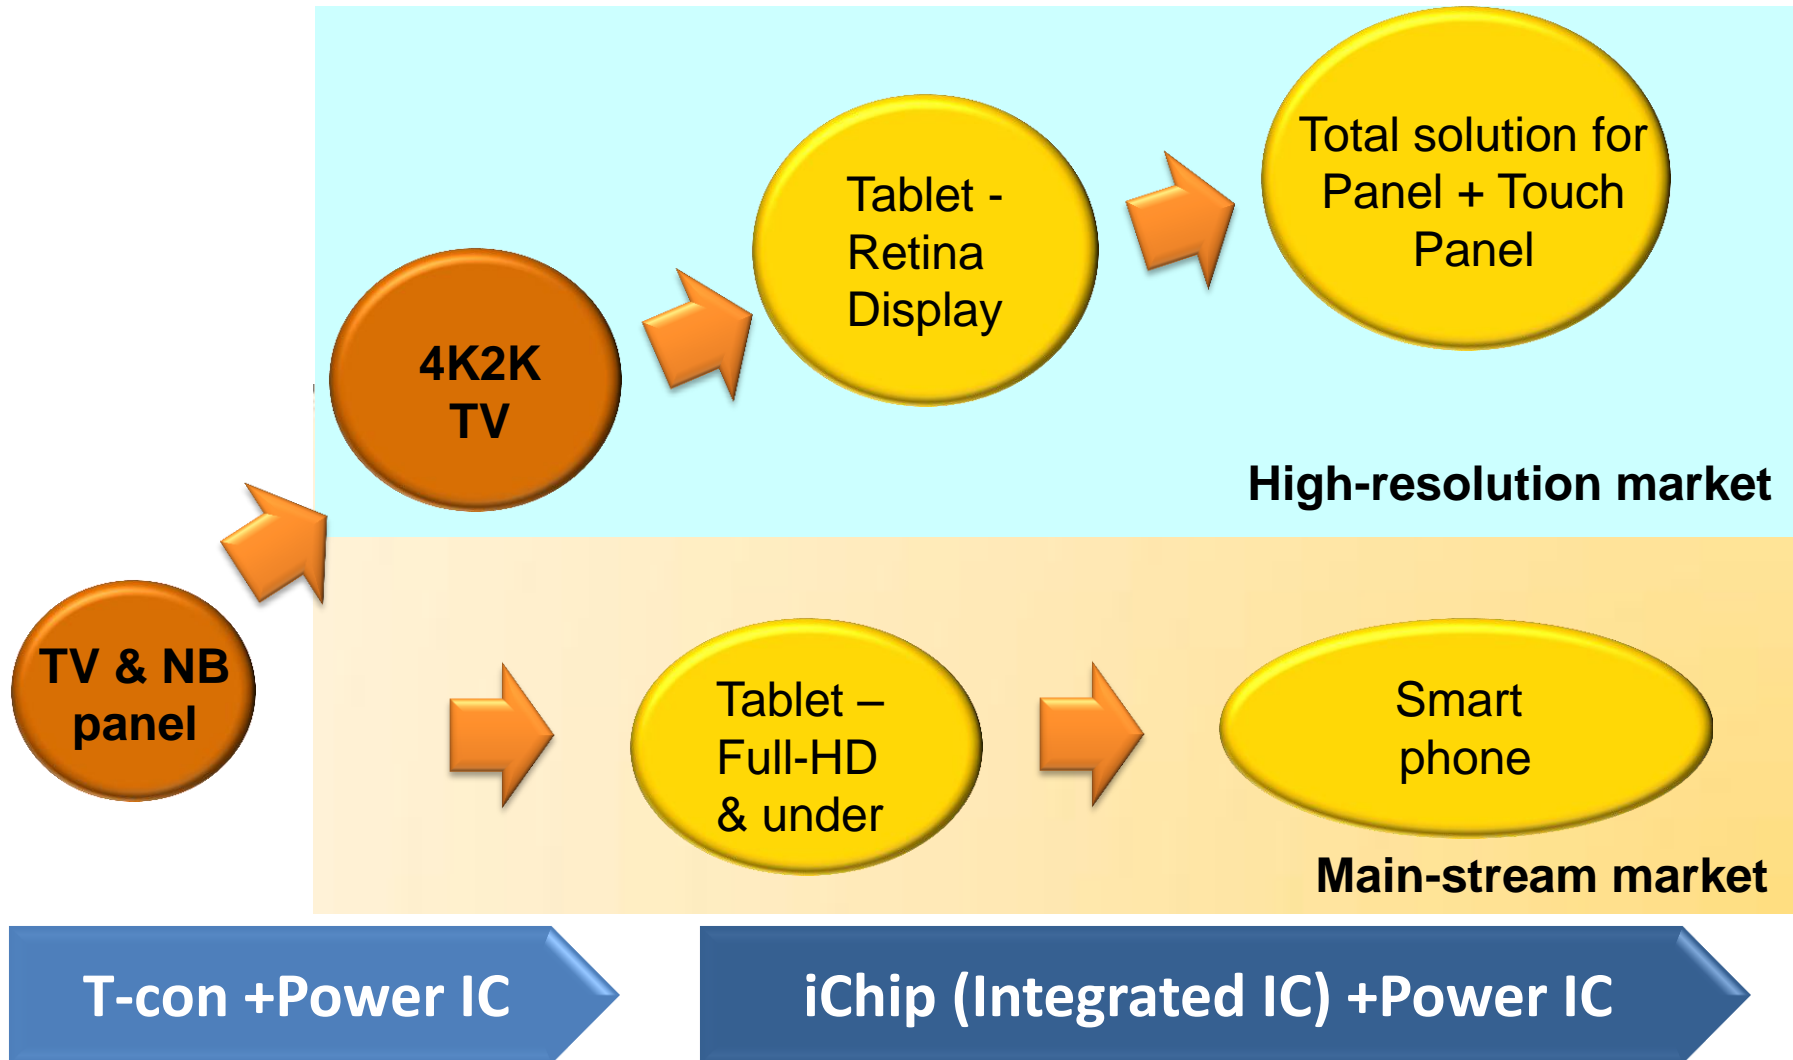 Total solution for
Panel + Touch
Panel
Tablet -
Retina
Display
4K2K
TV
High-resolution market
TV & NB
panel
Tablet –
Full-HD
& under
Smart
phone
Main-stream market
T-con +Power IC
iChip (Integrated IC) +Power IC